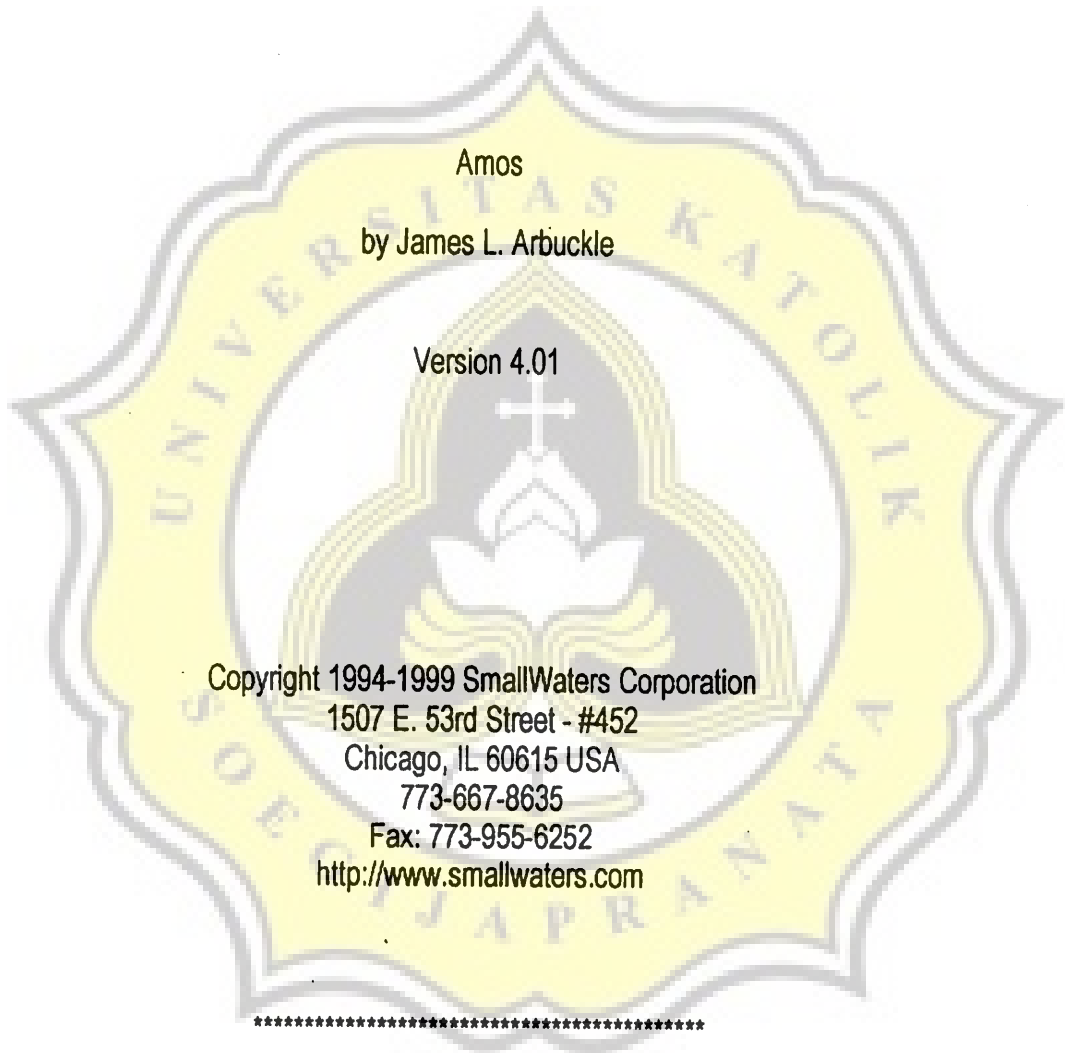 Amos
by James L. Arbuckle
Version 4.01
UNIVERSITAS KATOLIK
Copyright 1994-1999 SmallWaters Corporation
1507 E. 53rd Street - #452
Chicago, IL 60615 USA
773-667-8635
Fax: 773-955-6252
http://www.smallwaters.com
SOEGIJAPRANATA
********************************************